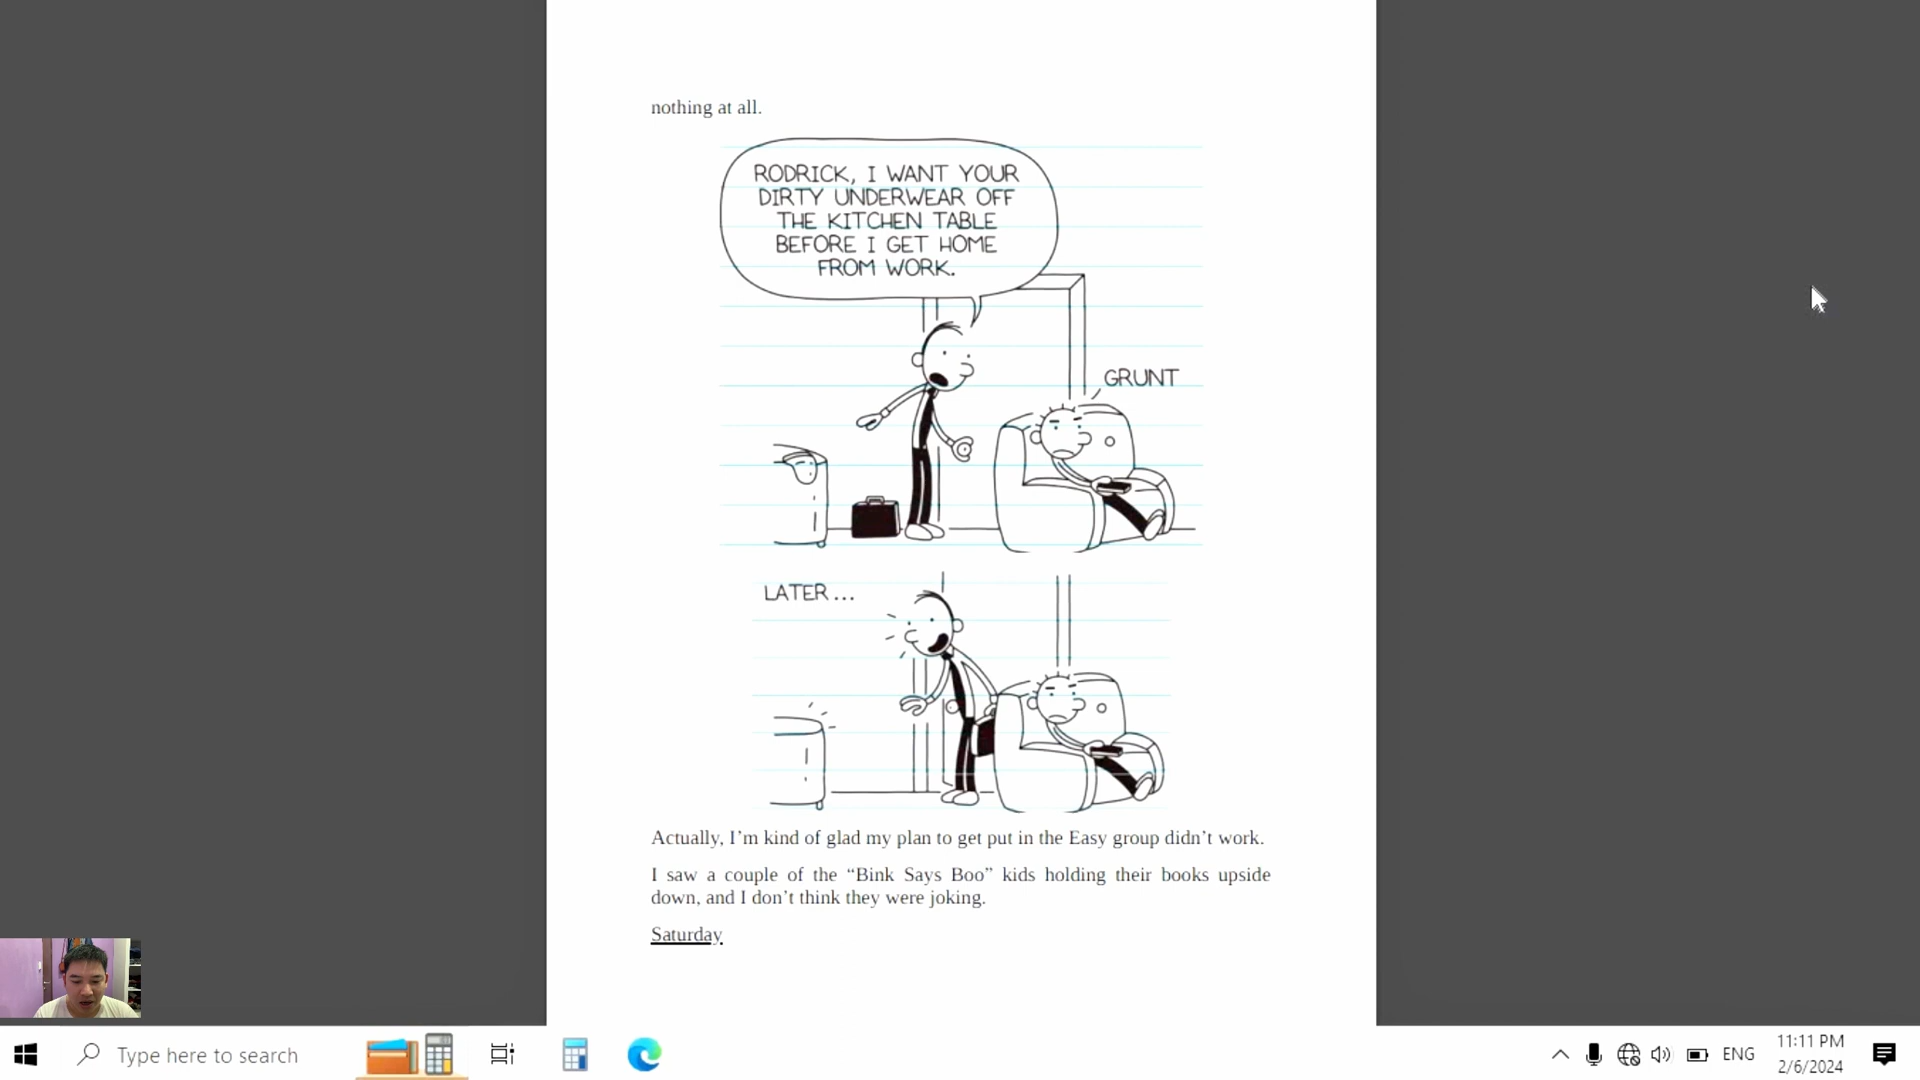 nothing at all.
RODRICK, I WANT YOUR
DIRTY UNDERWEAR OFF
THE KITCHEN TABLE
BEFORE I GET HOME
FROM WORK.
GRUNT
LATER...
Actually, I’m kind of glad my plan to get put in the Easy group didn’t work.
I saw a couple of the “Bink Says Boo” kids holding their books upside
down, and I don’t think they were joking.
Saturday
Type here to search
ENG
11:11 PM
2/6/2024